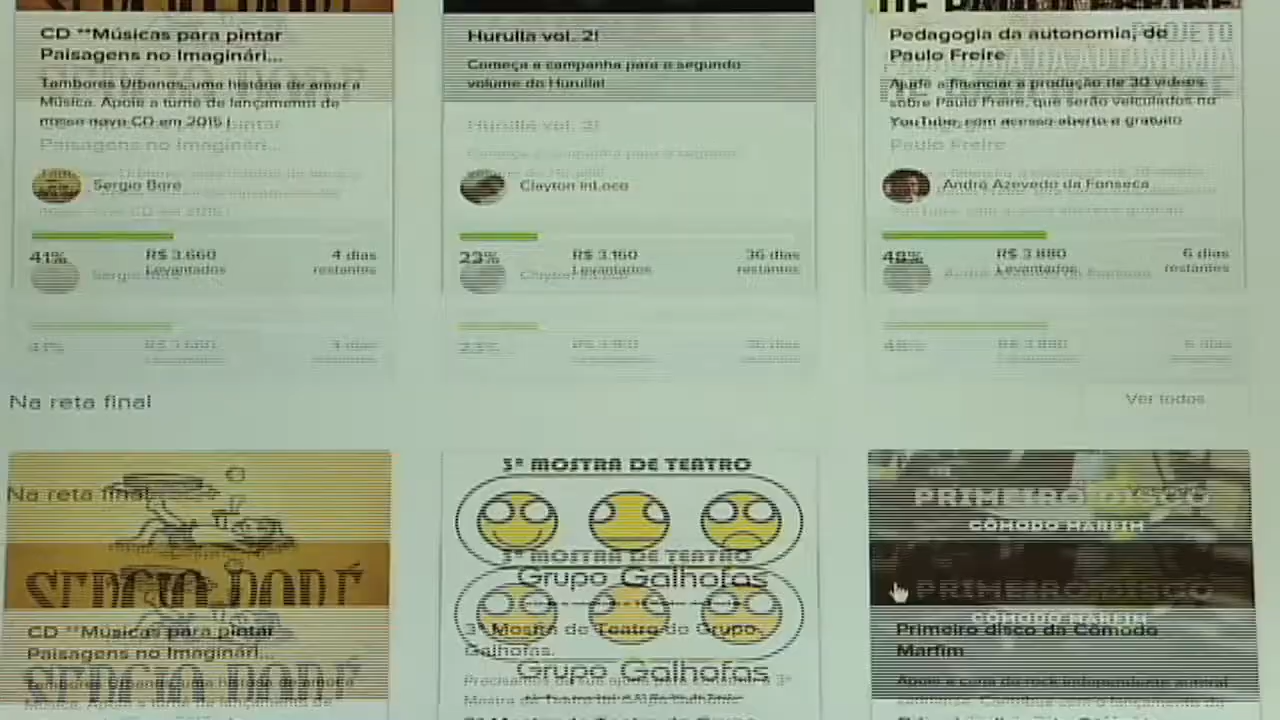 CD **Músicas para pintar
Paisagens no Imaginári...
Tambores Urbanos, uma história de amor a
Música. Apoie a turnê de lançamento de
nosso novo CD em 2015 !
Sergio Boré
41%
R$ 3.660
Levantados
4 dias
restantes
Hurulla vol. 2!
Começa a campanha para o segundo
volume do Hurulla!
Clayton InLoco
23%
R$ 3.160
Levantados
36 dias
restantes
Pedagogia da autonomia, de
Paulo Freire
Ajude a financiar a produção de 30 vídeos
sobre Paulo Freire, que serão veiculados no
YouTube, com acesso aberto e gratuito
André Azevedo da Fonseca
48%
R$ 3.880
Levantados
6 dias
restantes
Na reta final
Ver todos
SERGIO BORÉ
CD **Músicas para pintar
Paisagens no Imaginári...
3ª MOSTRA DE TEATRO
Grupo Galhofas
3ª Mostra de Teatro do Grupo
Galhofas.
PRIMEIRO DISCO
CÔMODO MARFIM
Primeiro disco da Cômodo
Marfim